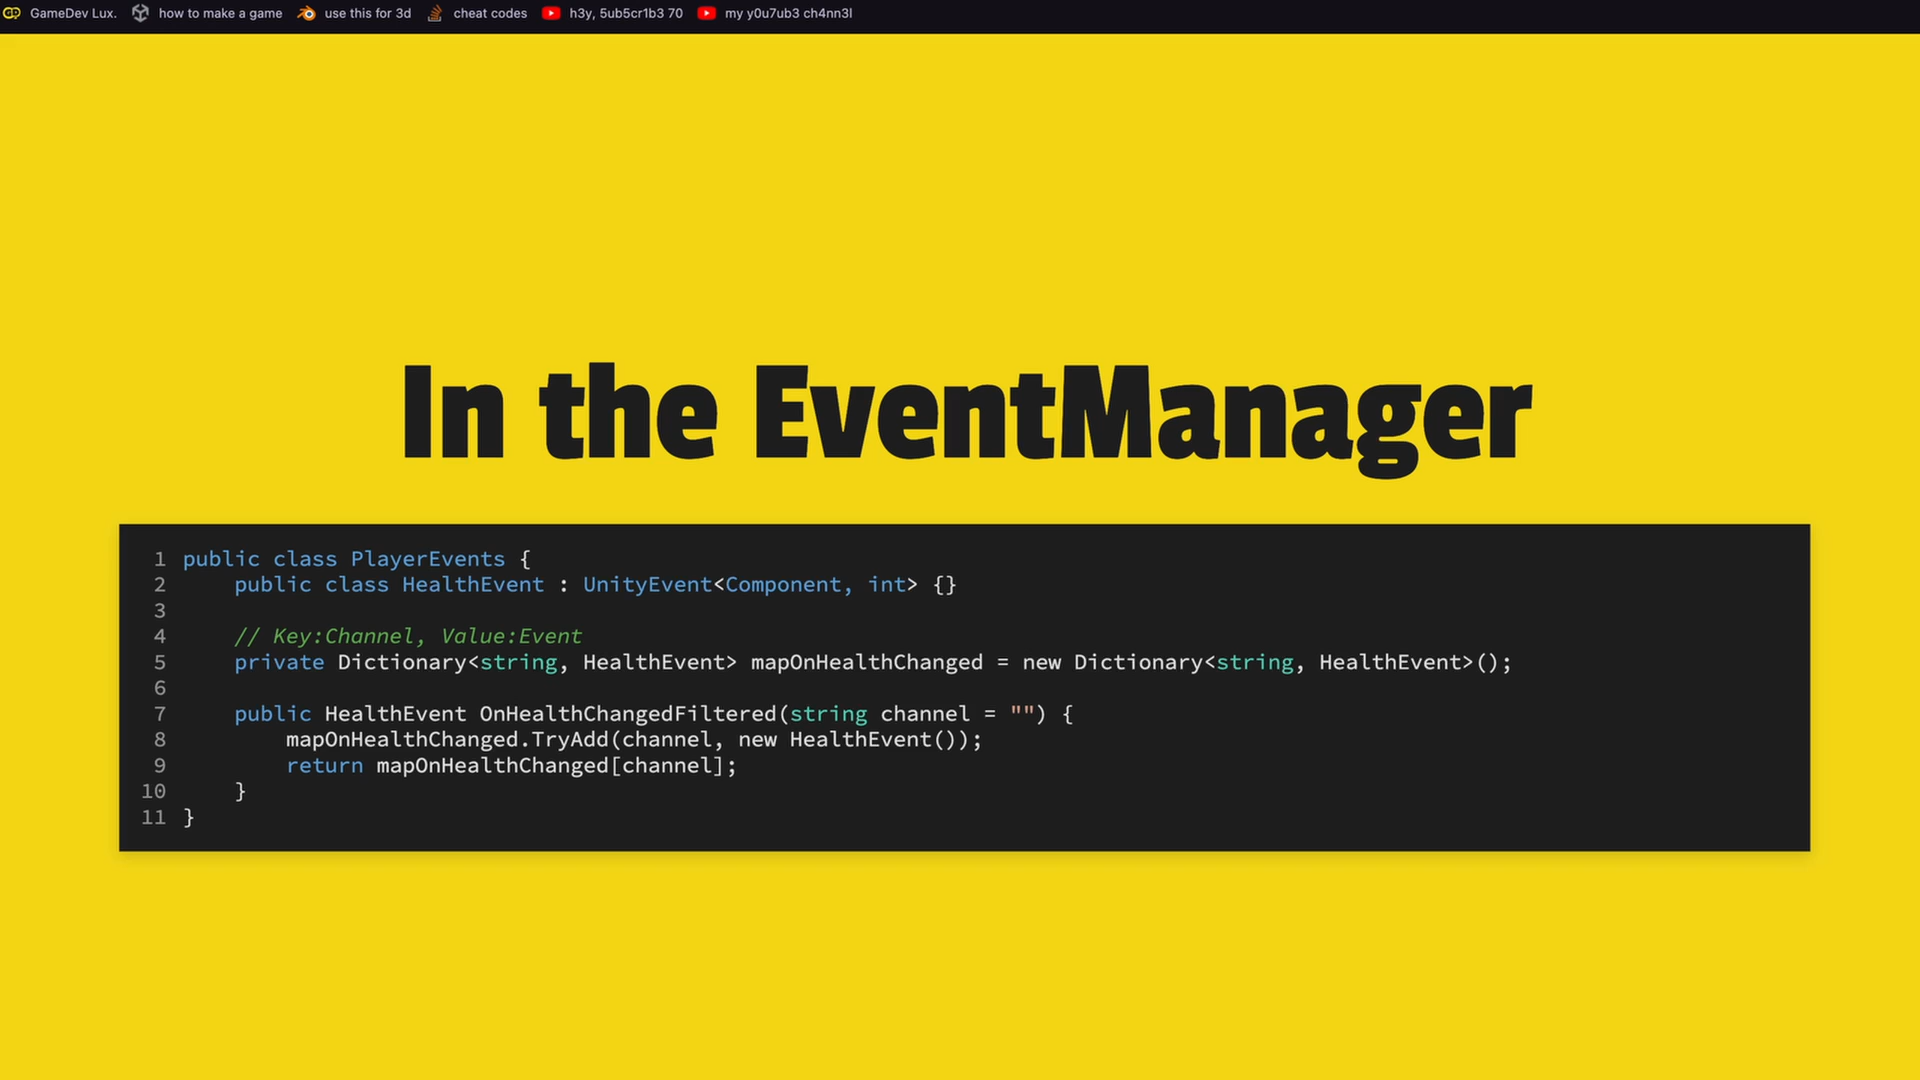 GameDev Lux. how to make a game use this for 3d cheat codes h3y, 5ub5cr1b3 70 my y0u7ub3 ch4nn3l
In the EventManager
1 public class PlayerEvents {
2 public class HealthEvent : UnityEvent<Component, int> {}
3
4 // Key:Channel, Value:Event
5 private Dictionary<string, HealthEvent> mapOnHealthChanged = new Dictionary<string, HealthEvent>();
6
7 public HealthEvent OnHealthChangedFiltered(string channel = "") {
8 mapOnHealthChanged.TryAdd(channel, new HealthEvent());
9 return mapOnHealthChanged[channel];
10 }
11 }